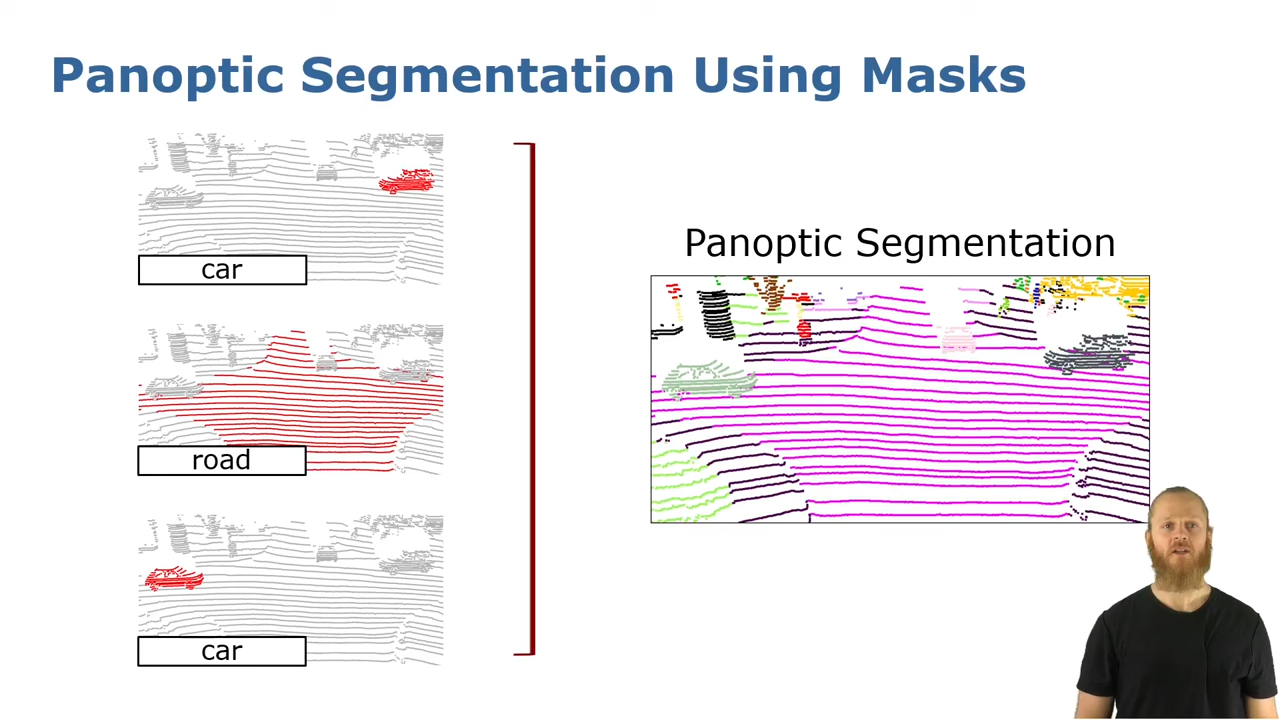 Panoptic Segmentation Using Masks
car
road
car
Panoptic Segmentation